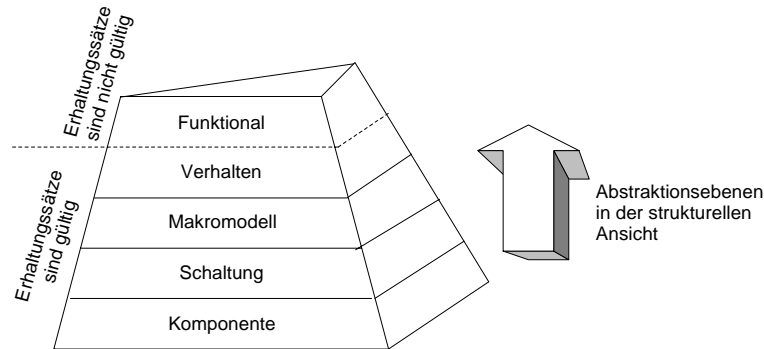 Erhaltungssätze
sind nicht gültig
Erhaltungssätze
sind gültig
Funktional
Verhalten
Makromodell
Schaltung
Komponente
Abstraktionsebenen
in der strukturellen
Ansicht